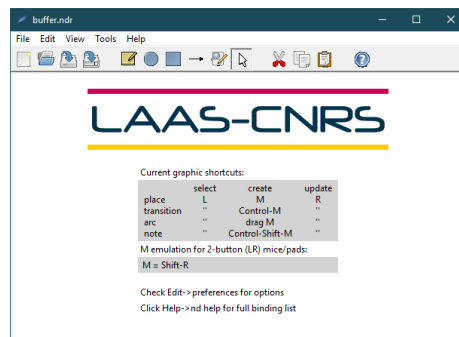 buffer.ndr
File Edit View Tools Help
LAAS-CNRS
Current graphic shortcuts:
select create update
place L M R
transition " Control-M "
arc " drag M "
note " Control-Shift-M "
M emulation for 2-button (LR) mice/pads:
M = Shift-R
Check Edit->preferences for options
Click Help->nd help for full binding list